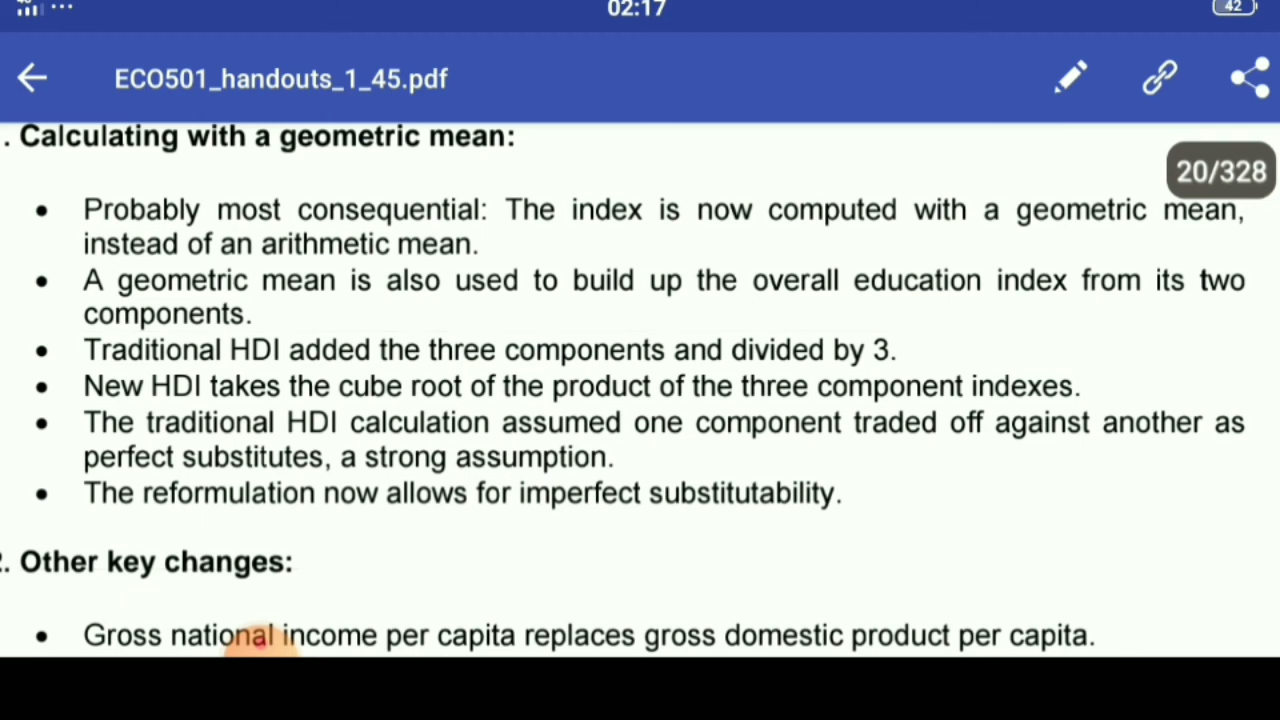 02:17
42
ECO501_handouts_1_45.pdf
. Calculating with a geometric mean:
20/328
• Probably most consequential: The index is now computed with a geometric mean,
instead of an arithmetic mean.
• A geometric mean is also used to build up the overall education index from its two
components.
• Traditional HDI added the three components and divided by 3.
• New HDI takes the cube root of the product of the three component indexes.
• The traditional HDI calculation assumed one component traded off against another as
perfect substitutes, a strong assumption.
• The reformulation now allows for imperfect substitutability.
2. Other key changes:
• Gross national income per capita replaces gross domestic product per capita.